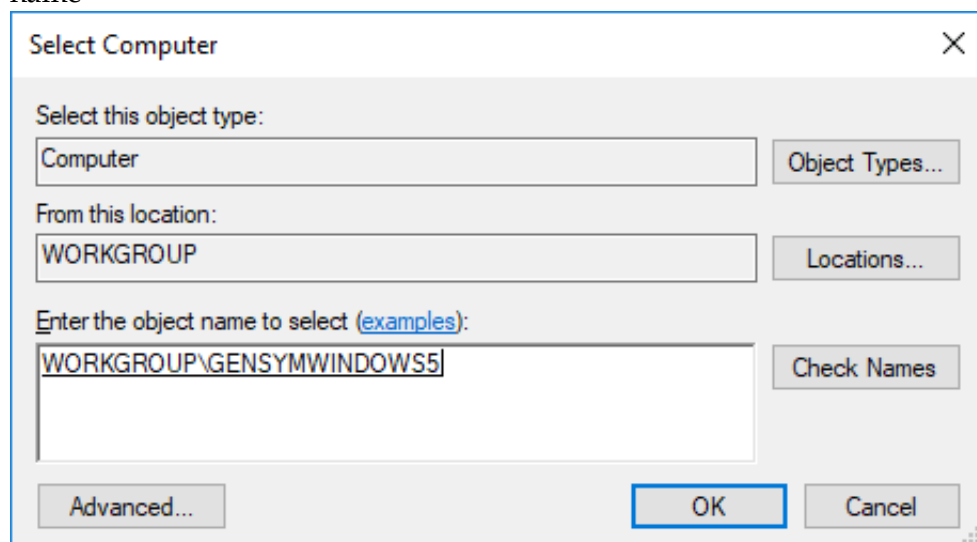 name
Select Computer
Select this object type:
Computer
Object Types...
From this location:
WORKGROUP
Locations...
Enter the object name to select (examples):
WORKGROUP\GENSYMWINDOWS5
Check Names
Advanced...
OK
Cancel